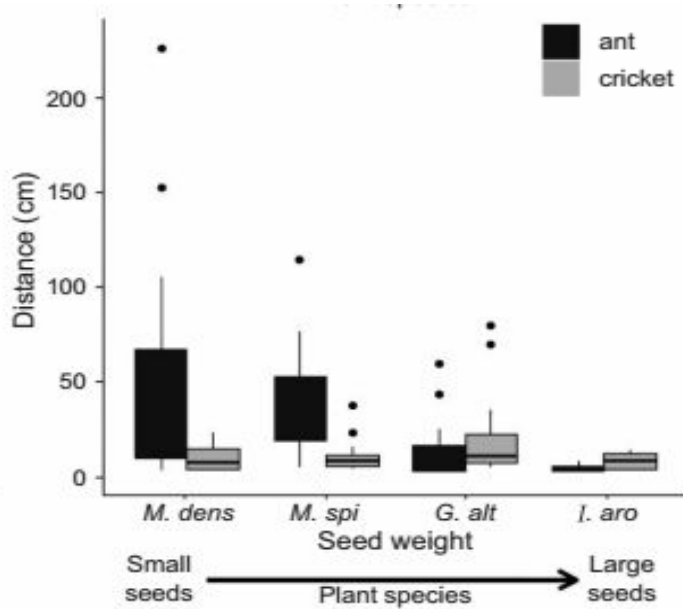 ant
cricket
Distance (cm)
200
150
100
50
0
M. dens M. spi G. alt I. aro
Seed weight
Small seeds
Plant species
Large seeds